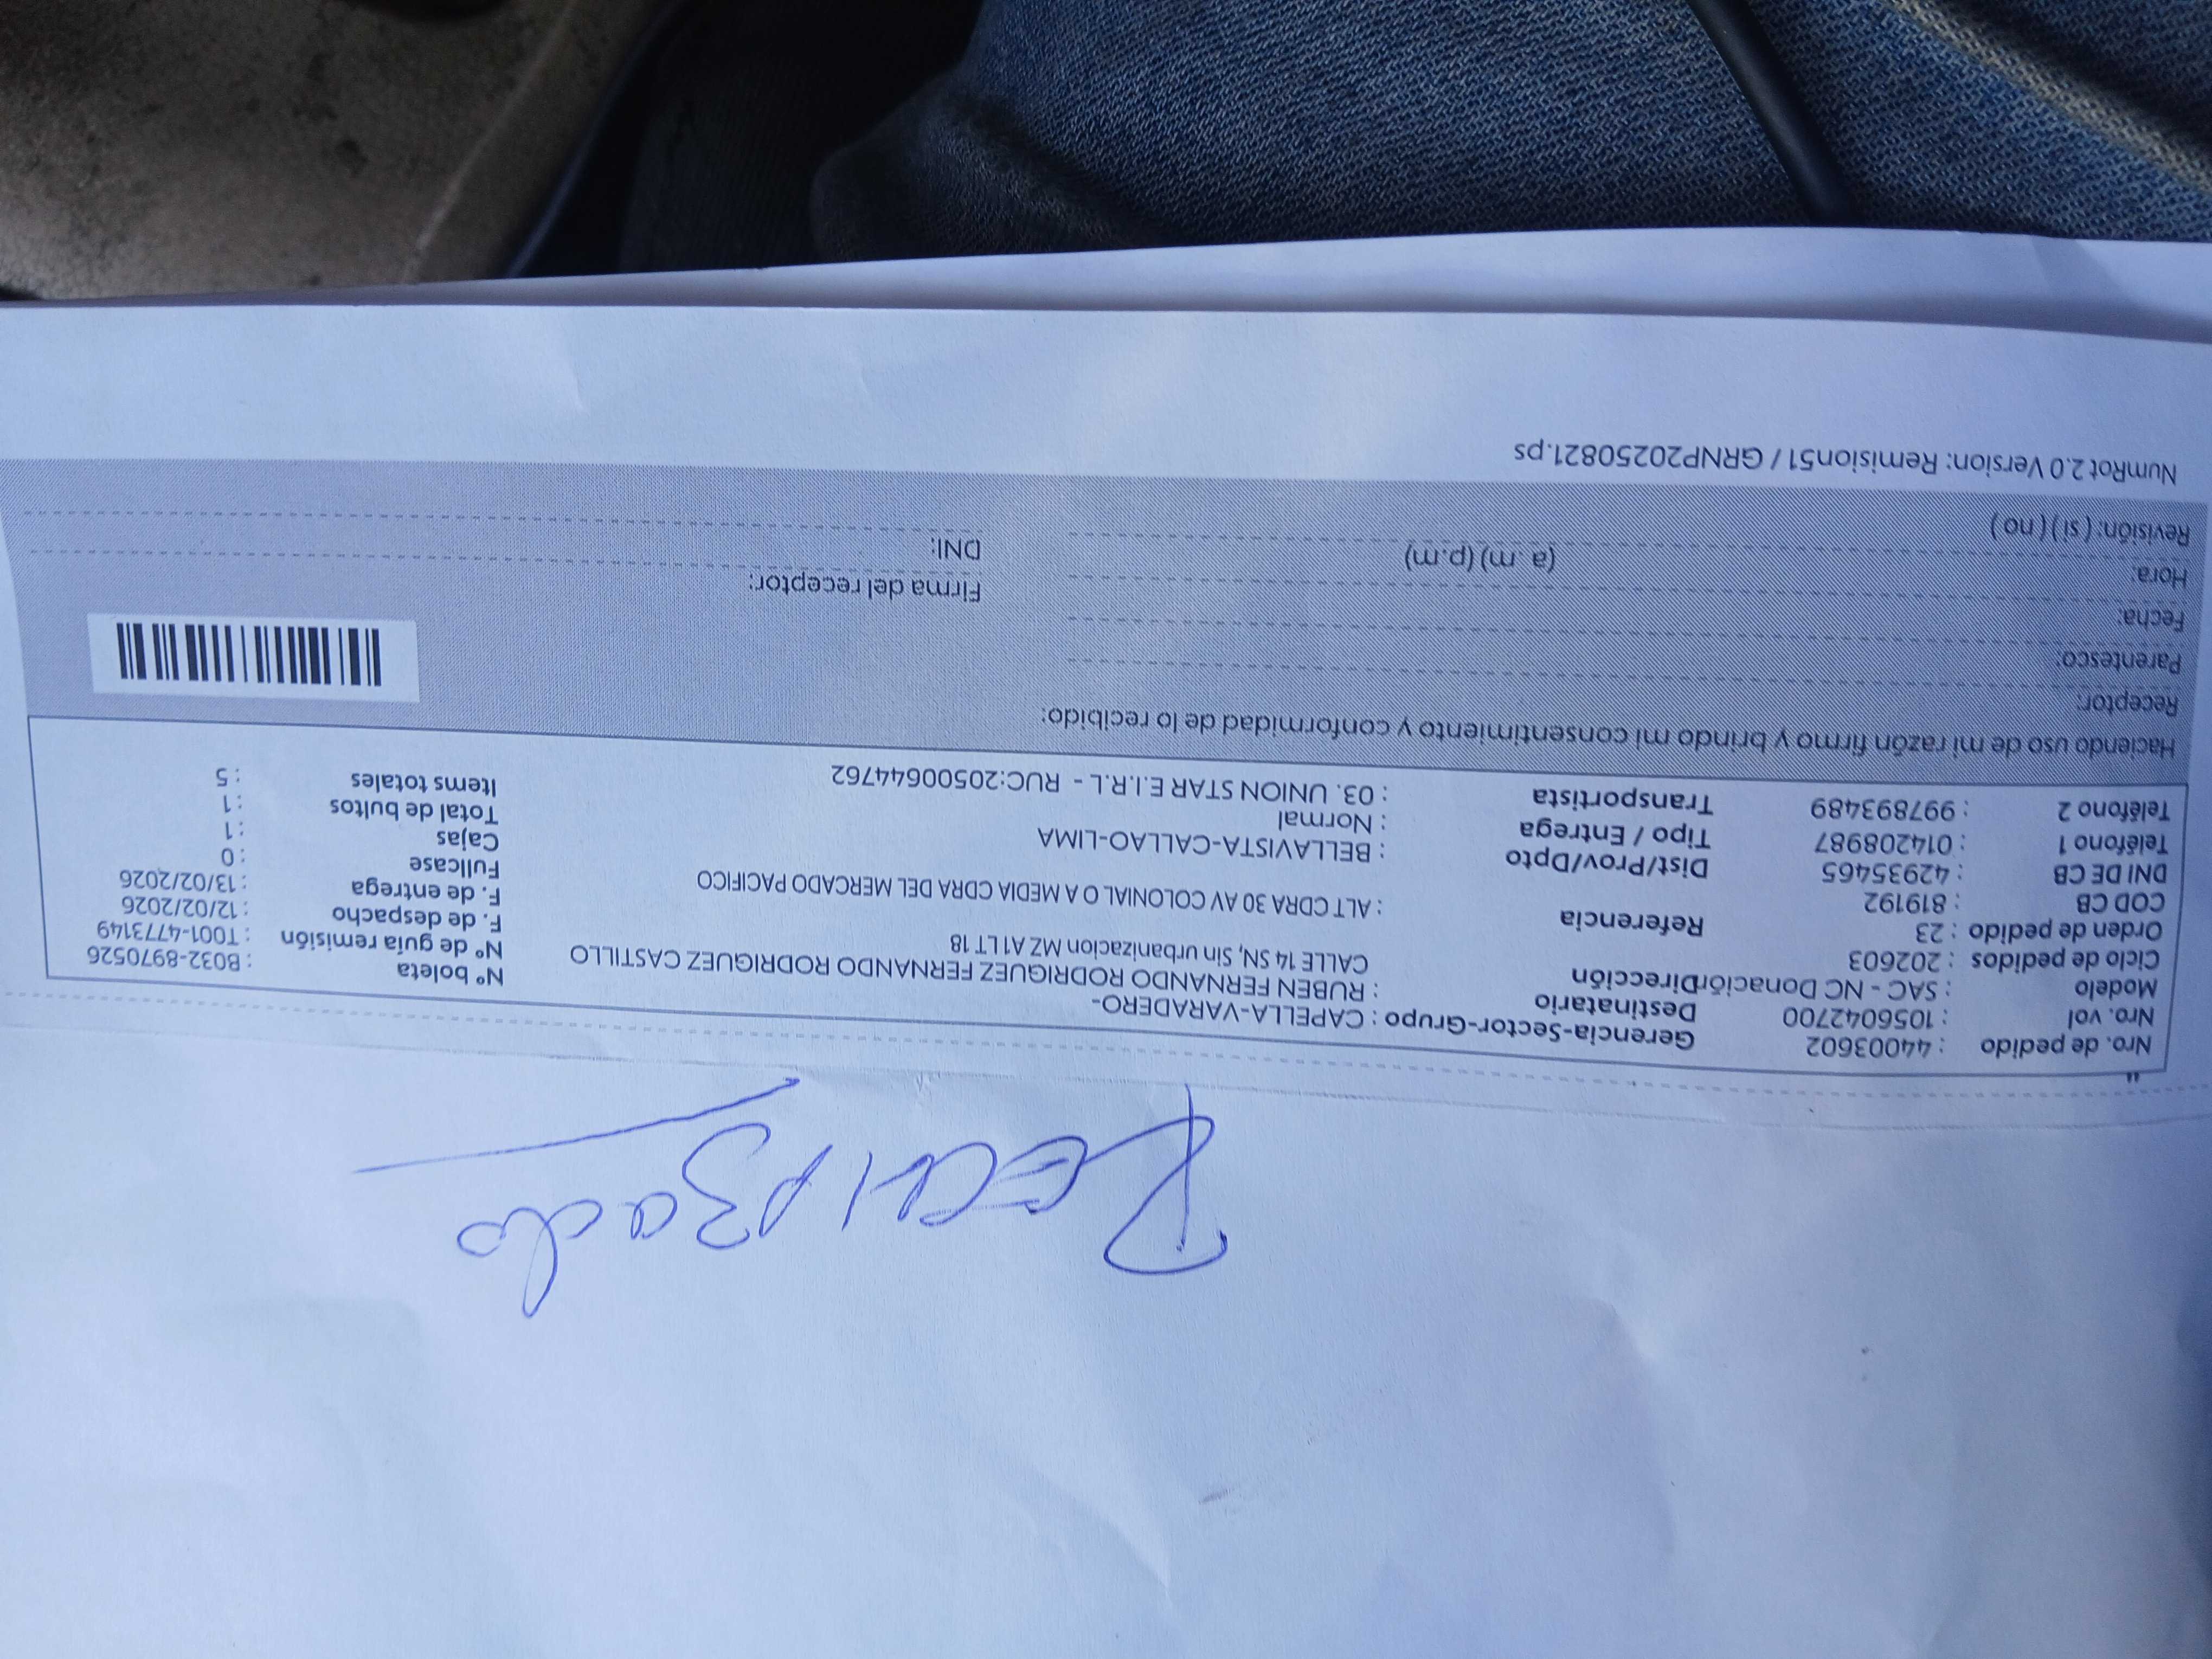 Rechazado
"
Nro. de pedido : 44003602 Gerencia-Sector-Grupo : CAPELLA-VARADERO- Nº boleta : B032-8970526
Nro. vol : 1056042700 Destinatario : RUBEN FERNANDO RODRIGUEZ FERNANDO RODRIGUEZ CASTILLO Nº de guía remisión : T001-4773149
Modelo : SAC - NC Donación Dirección CALLE 14 SN, Sin urbanizacion MZ A1 LT 18 F. de despacho : 12/02/2026
Ciclo de pedidos : 202603 F. de entrega : 13/02/2026
Orden de pedido : 23 Referencia : ALT CDRA 30 AV COLONIAL O A MEDIA CDRA DEL MERCADO PACIFICO Fullcase : 0
COD CB : 819192 Cajas : 1
DNI DE CB : 42935465 Dist/Prov/Dpto : BELLAVISTA-CALLAO-LIMA Total de bultos : 1
Teléfono 1 : 014208987 Tipo / Entrega : Normal Items totales : 5
Teléfono 2 : 997893489 Transportista : 03. UNION STAR E.I.R.L - RUC:20500644762
Haciendo uso de mi razón firmo y brindo mi consentimiento y conformidad de lo recibido:
Receptor:
Parentesco:
Fecha: Firma del receptor:
Hora: (a. m) (p.m) DNI:
Revisión: ( si ) ( no )
NumRot 2.0 Version: Remision51 / GRNP20250821.ps